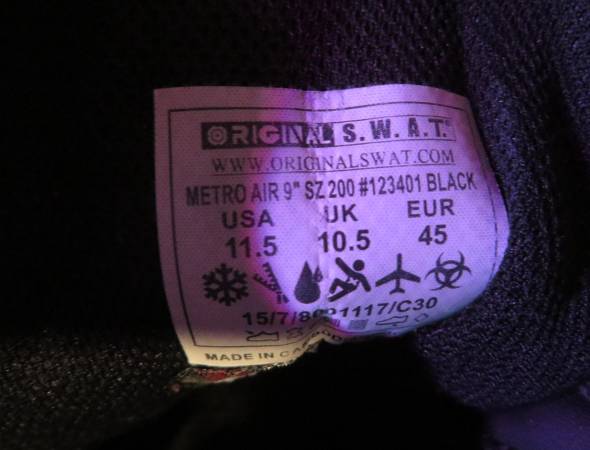 ORIGINAL S.W.A.T.
WWW.ORIGINALSWAT.COM
METRO AIR 9" SZ 200 #123401 BLACK
USA UK EUR
11.5 10.5 45
MADE IN